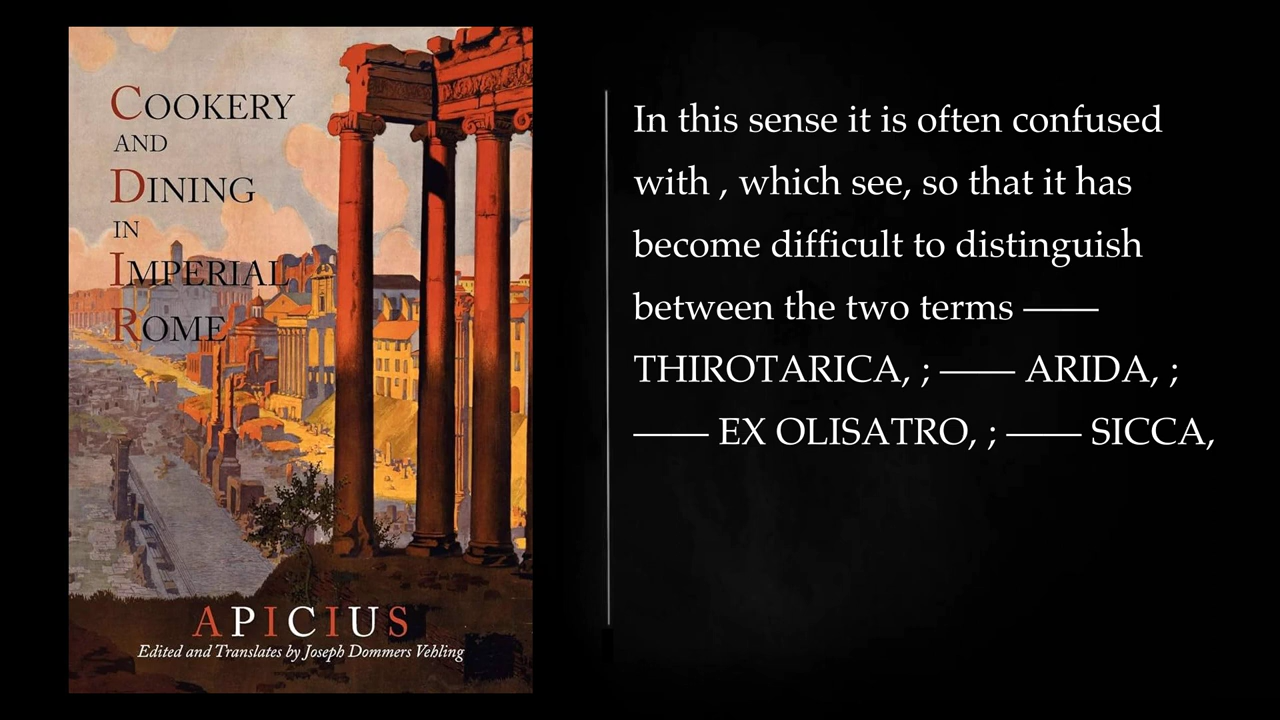 COOKERY
AND
DINING
IN
IMPERIAL
ROME
APICIUS
Edited and Translates by Joseph Dommers Vehling
In this sense it is often confused
with , which see, so that it has
become difficult to distinguish
between the two terms ——
THIROTARICA, ; —— ARIDA, ;
—— EX OLISATRO, ; —— SICCA,